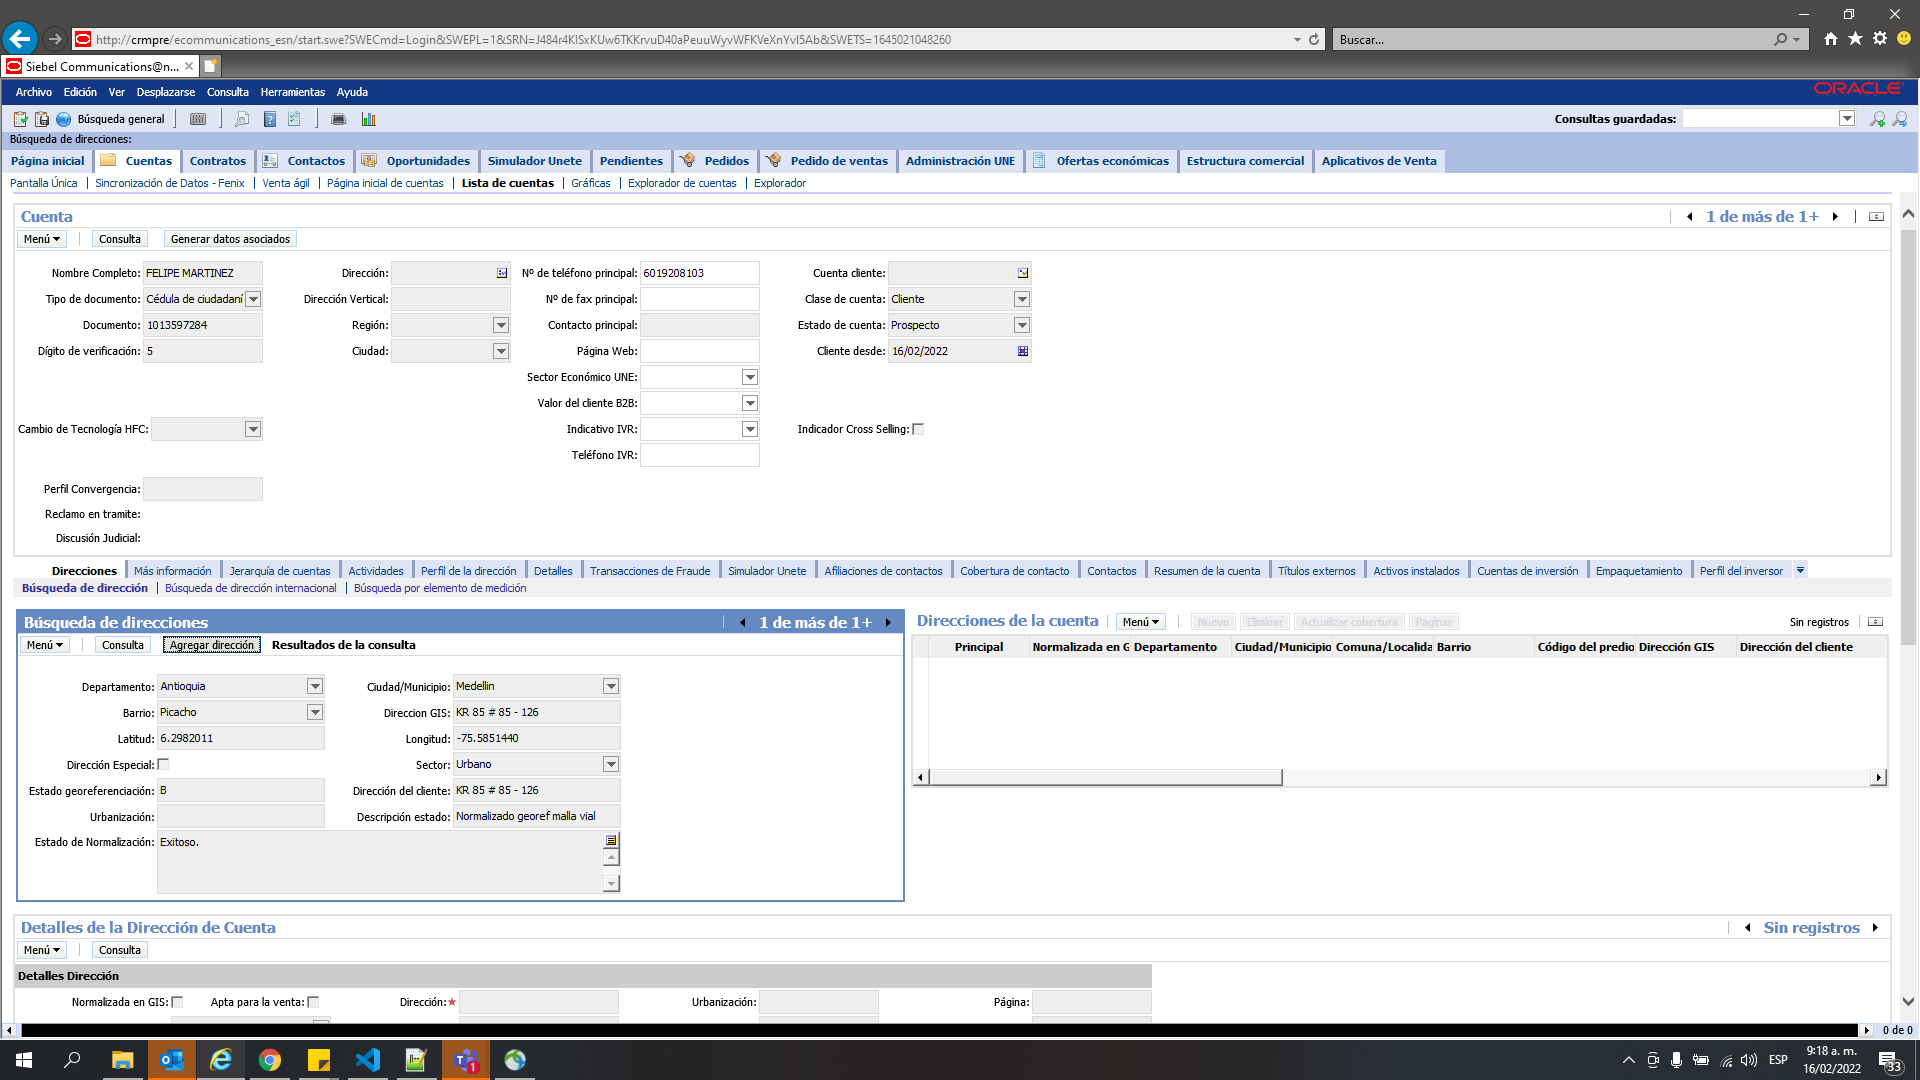 http://crmpre/ecommunications_esn/start.swe?SWECmd=Login&SWEPL=1&SRN=J484r4KlSxKUw6TKKrvuD40aPeuuWyvWFKVeXnYvI5Ab&SWETS=1645021048260
Buscar...
Siebel Communications@n...
Archivo Edición Ver Desplazarse Consulta Herramientas Ayuda
ORACLE
Búsqueda general
Consultas guardadas:
Búsqueda de direcciones:
Página inicial Cuentas Contratos Contactos Oportunidades Simulador Unete Pendientes Pedidos Pedido de ventas Administración UNE Ofertas económicas Estructura comercial Aplicativos de Venta
Pantalla Única Sincronización de Datos - Fenix Venta ágil Página inicial de cuentas Lista de cuentas Gráficas Explorador de cuentas Explorador
Cuenta
1 de más de 1+
Menú Consulta Generar datos asociados
Nombre Completo: FELIPE MARTINEZ Dirección: Nº de teléfono principal: 6019208103 Cuenta cliente:
Tipo de documento: Cédula de ciudadaní Dirección Vertical: Nº de fax principal: Clase de cuenta: Cliente
Documento: 1013597284 Región: Contacto principal: Estado de cuenta: Prospecto
Dígito de verificación: 5 Ciudad: Página Web: Cliente desde: 16/02/2022
Sector Económico UNE:
Valor del cliente B2B:
Cambio de Tecnología HFC: Indicativo IVR: Indicador Cross Selling:
Teléfono IVR:
Perfil Convergencia:
Reclamo en tramite:
Discusión Judicial:
Direcciones Más información Jerarquía de cuentas Actividades Perfil de la dirección Detalles Transacciones de Fraude Simulador Unete Afiliaciones de contactos Cobertura de contacto Contactos Resumen de la cuenta Títulos externos Activos instalados Cuentas de inversión Empaquetamiento Perfil del inversor
Búsqueda de dirección Búsqueda de dirección internacional Búsqueda por elemento de medición
Búsqueda de direcciones 1 de más de 1+
Menú Consulta Agregar dirección Resultados de la consulta
Departamento: Antioquia Ciudad/Municipio: Medellin
Barrio: Picacho Direccion GIS: KR 85 # 85 - 126
Latitud: 6.2982011 Longitud: -75.5851440
Dirección Especial: Sector: Urbano
Estado georeferenciación: B Dirección del cliente: KR 85 # 85 - 126
Urbanización: Descripción estado: Normalizado georef malla vial
Estado de Normalización: Exitoso.
Direcciones de la cuenta Menú Nuevo Eliminar Actualizar cobertura Paginar Sin registros
Principal Normalizada en G Departamento Ciudad/Municipio Comuna/Localida Barrio Código del predio Dirección GIS Dirección del cliente
Detalles de la Dirección de Cuenta
Sin registros
Menú Consulta
Detalles Dirección
Normalizada en GIS: Apta para la venta: Dirección:★ Urbanización: Página:
0 de 0
ESP
9:18 a. m.
16/02/2022
1
33